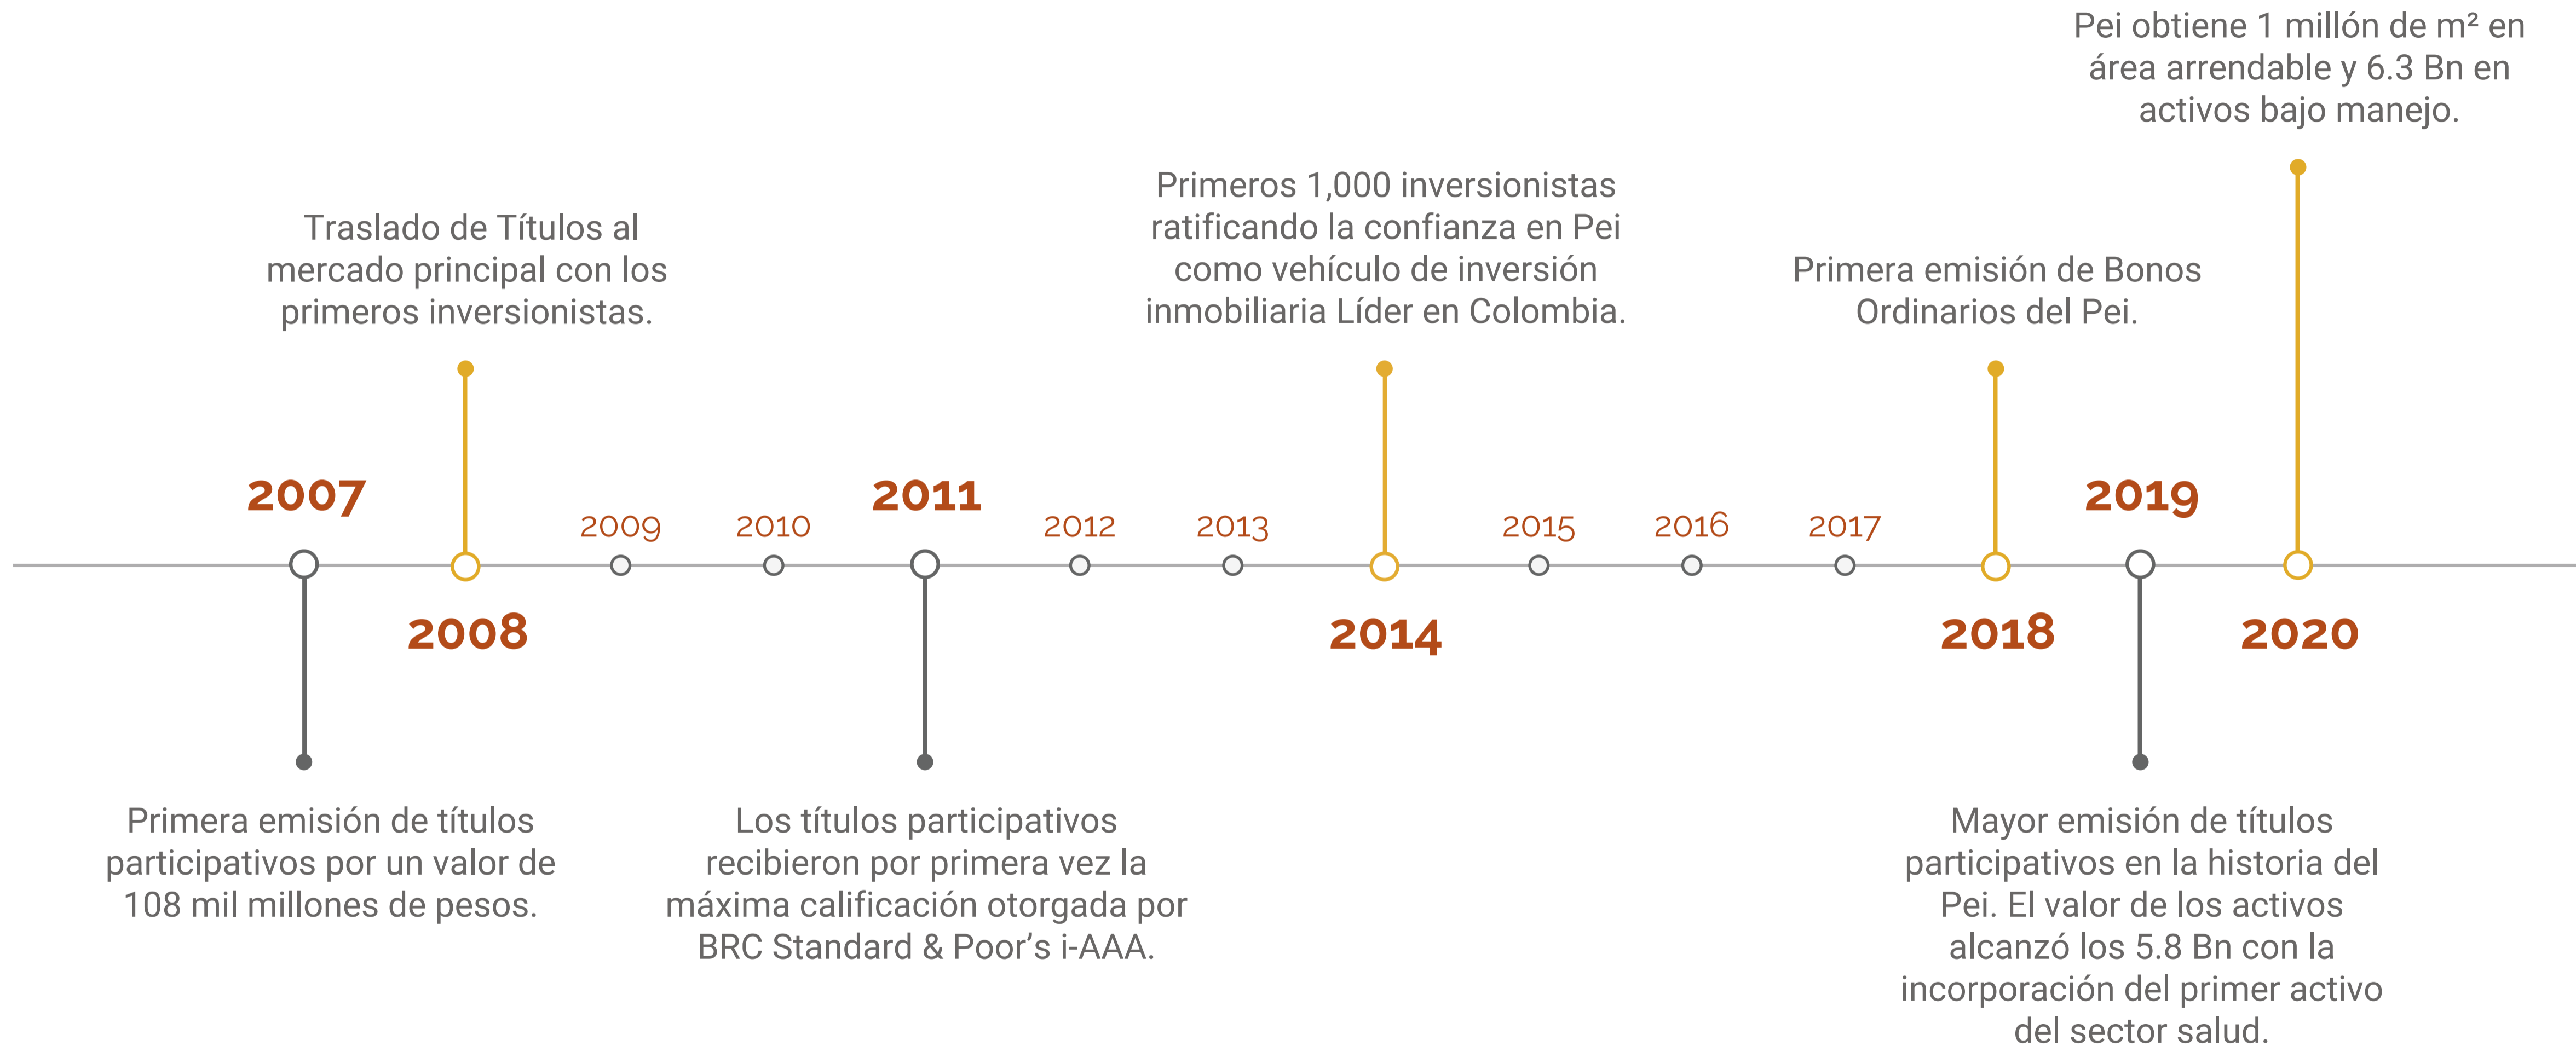 Pei obtiene 1 millón de m² en
área arrendable y 6.3 Bn en
activos bajo manejo.
Traslado de Títulos al
mercado principal con los
primeros inversionistas.
Primeros 1,000 inversionistas
ratificando la confianza en Pei
como vehículo de inversión
inmobiliaria Líder en Colombia.
Primera emisión de Bonos
Ordinarios del Pei.
2007
2008
2009
2010
2011
2012
2013
2014
2015
2016
2017
2018
2019
2020
Primera emisión de títulos
participativos por un valor de
108 mil millones de pesos.
Los títulos participativos
recibieron por primera vez la
máxima calificación otorgada por
BRC Standard & Poor’s i-AAA.
Mayor emisión de títulos
participativos en la historia del
Pei. El valor de los activos
alcanzó los 5.8 Bn con la
incorporación del primer activo
del sector salud.